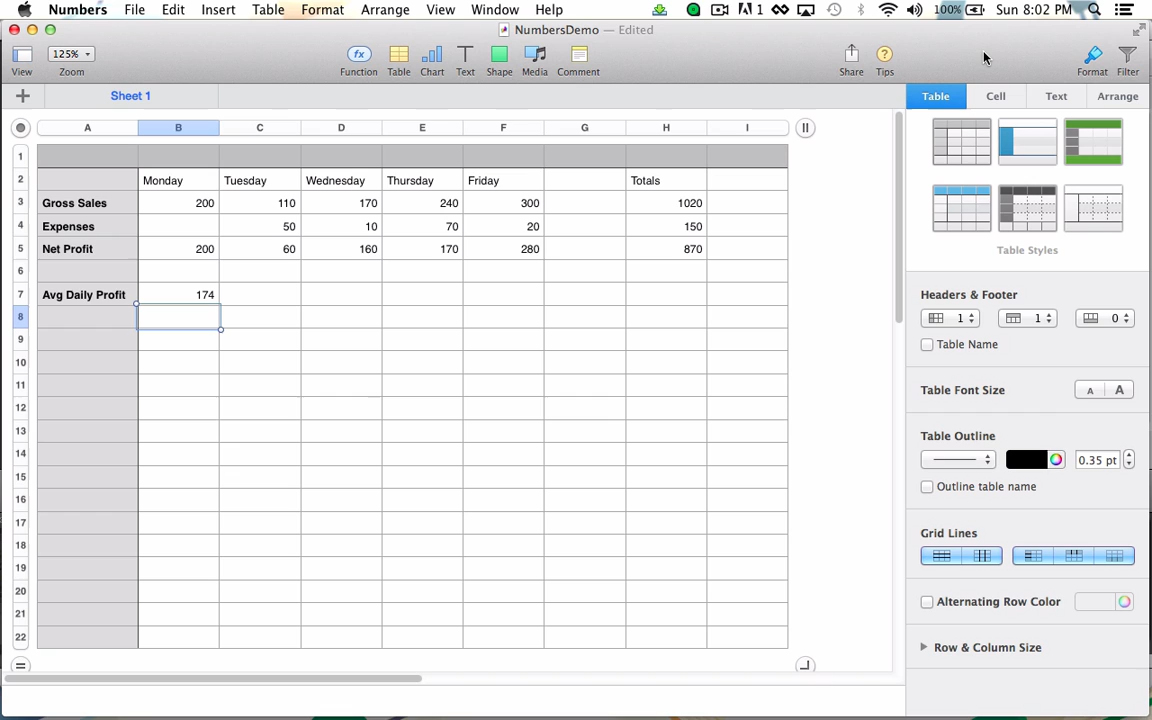 Numbers File Edit Insert Table Format Arrange View Window Help 1 100% Sun 8:02 PM
NumbersDemo — Edited
125%
fx
View Zoom Function Table Chart Text Shape Media Comment Share Tips Format Filter
Sheet 1
Table Cell Text Arrange
A B C D E F G H I
1
2 Monday Tuesday Wednesday Thursday Friday Totals
3 Gross Sales 200 110 170 240 300 1020
4 Expenses 50 10 70 20 150
5 Net Profit 200 60 160 170 280 870
6
7 Avg Daily Profit 174
8
9
10
11
12
13
14
15
16
17
18
19
20
21
22
Table Styles
Headers & Footer
1 1 0
Table Name
Table Font Size
A A
Table Outline
0.35 pt
Outline table name
Grid Lines
Alternating Row Color
Row & Column Size